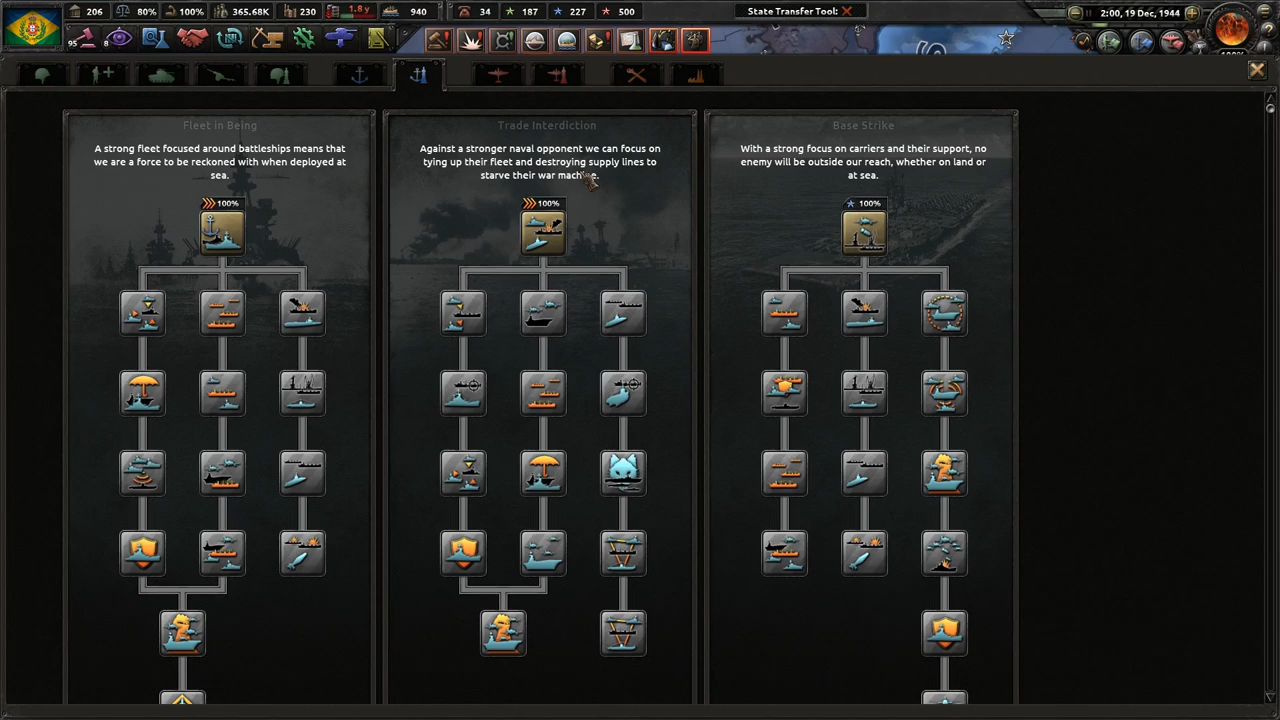 206 80% 100% 365.68K 230 1.8 y 940 34 187 227 500 State Transfer Tool: 2:00, 19 Dec, 1944
95 8
Fleet in Being
A strong fleet focused around battleships means that
we are a force to be reckoned with when deployed at
sea.
100%
Trade Interdiction
Against a stronger naval opponent we can focus on
tying up their fleet and destroying supply lines to
starve their war machine.
100%
Base Strike
With a strong focus on carriers and their support, no
enemy will be outside our reach, whether on land or
at sea.
100%